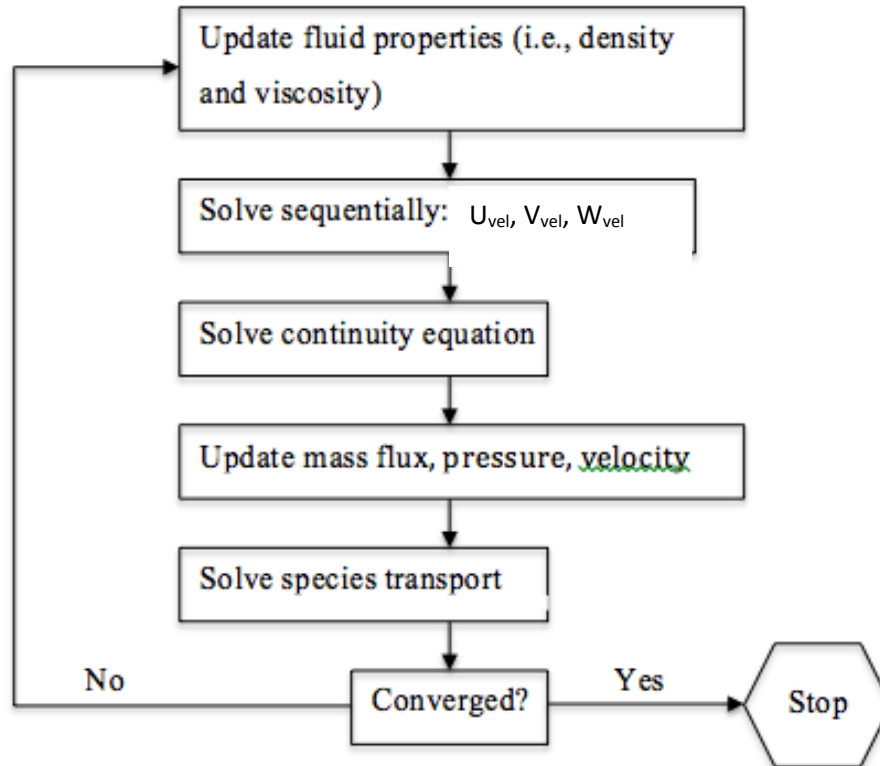 Update fluid properties (i.e., density
and viscosity)
Solve sequentially: Uvel, Vvel, Wvel
Solve continuity equation
Update mass flux, pressure, velocity
Solve species transport
No
Converged?
Yes
Stop